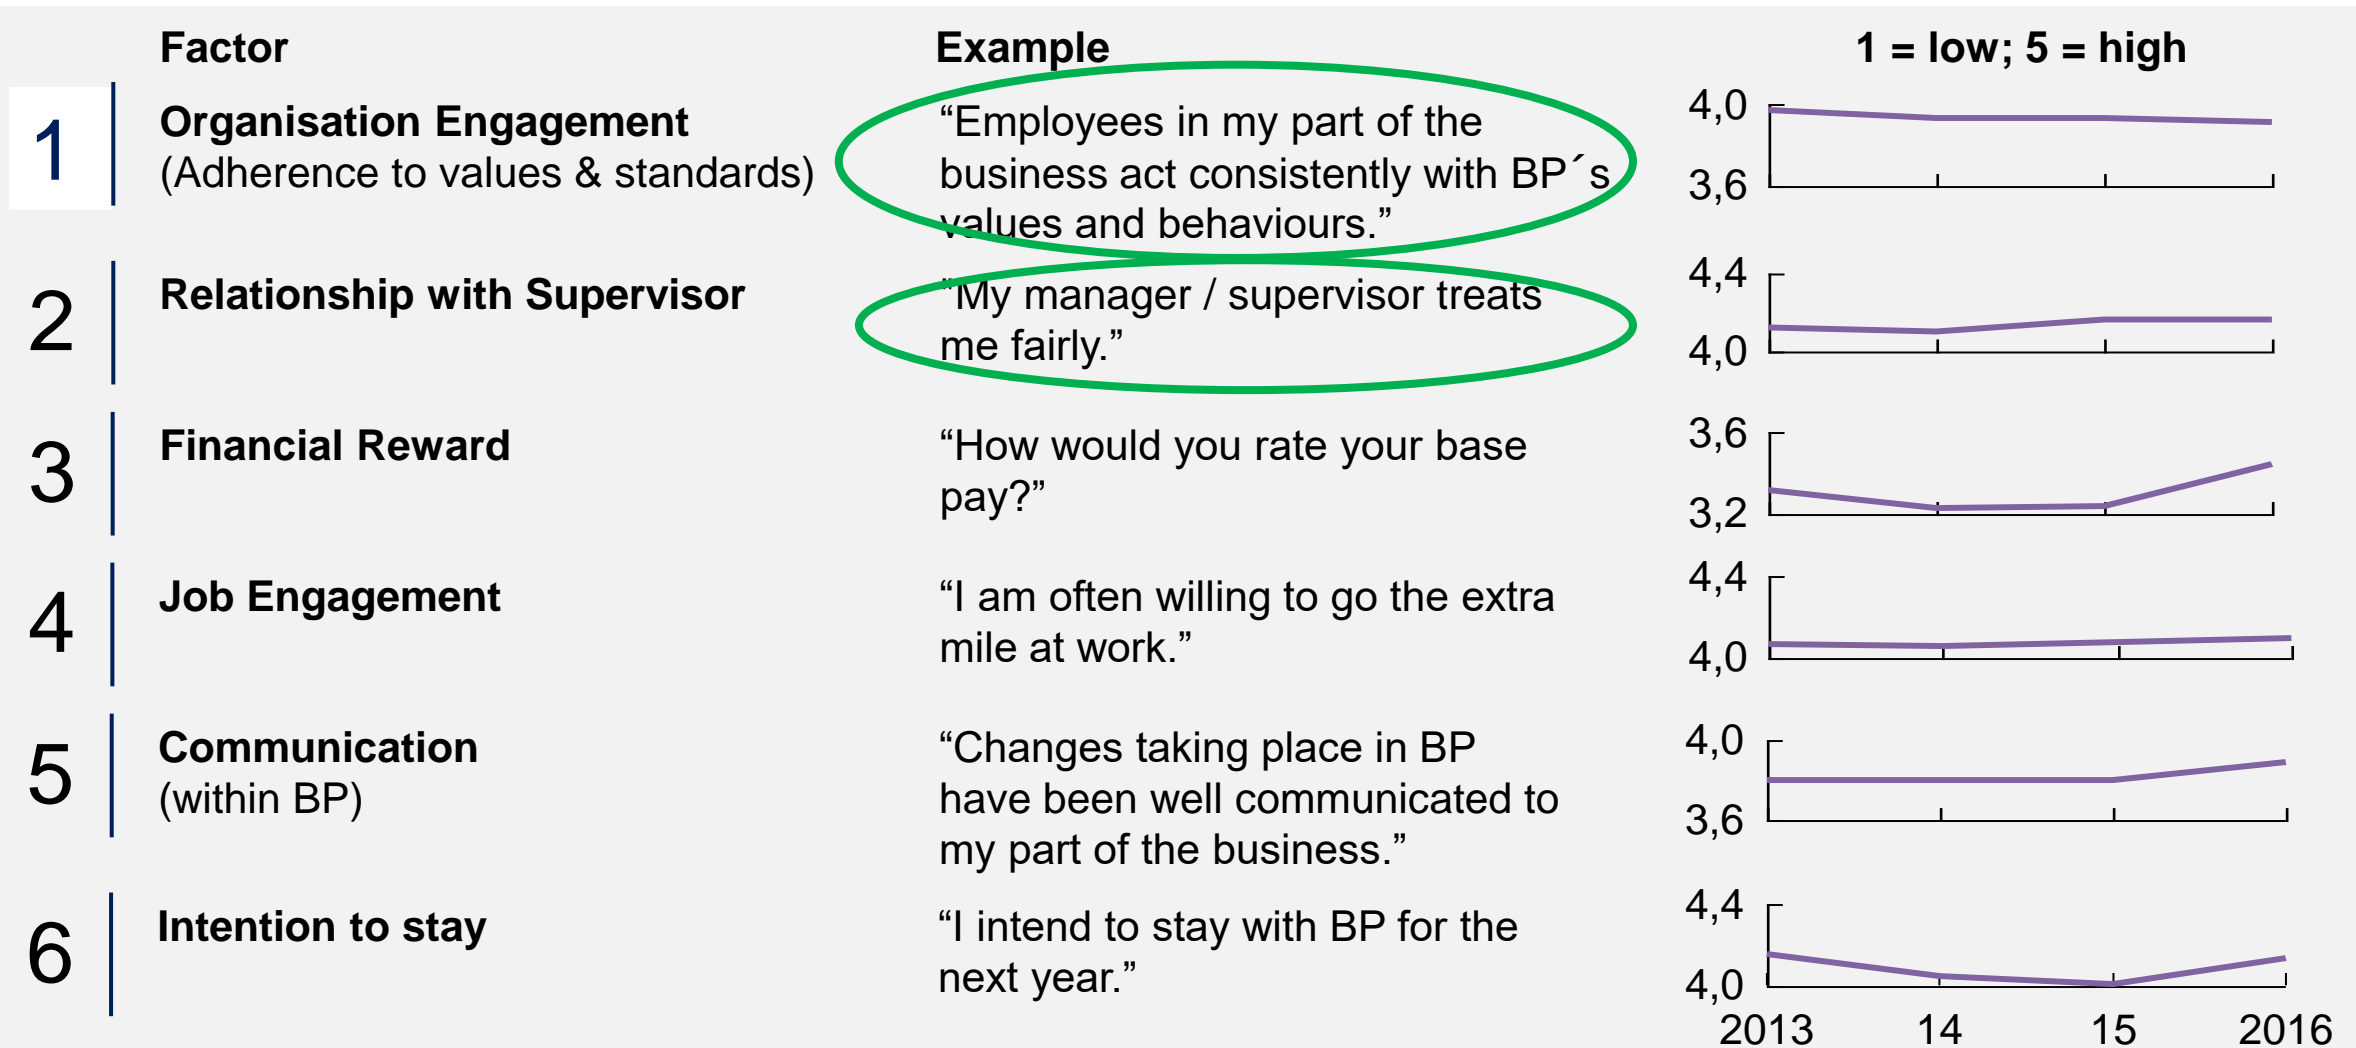 Factor
Example
1 = low; 5 = high
1
Organisation Engagement
(Adherence to values & standards)
“Employees in my part of the
business act consistently with BP´s
values and behaviours.”
4,0
3,6
2
Relationship with Supervisor
“My manager / supervisor treats
me fairly.”
4,4
4,0
3
Financial Reward
“How would you rate your base
pay?”
3,6
3,2
4
Job Engagement
“I am often willing to go the extra
mile at work.”
4,4
4,0
5
Communication
(within BP)
“Changes taking place in BP
have been well communicated to
my part of the business.”
4,0
3,6
6
Intention to stay
“I intend to stay with BP for the
next year.”
4,4
4,0
2013 14 15 2016